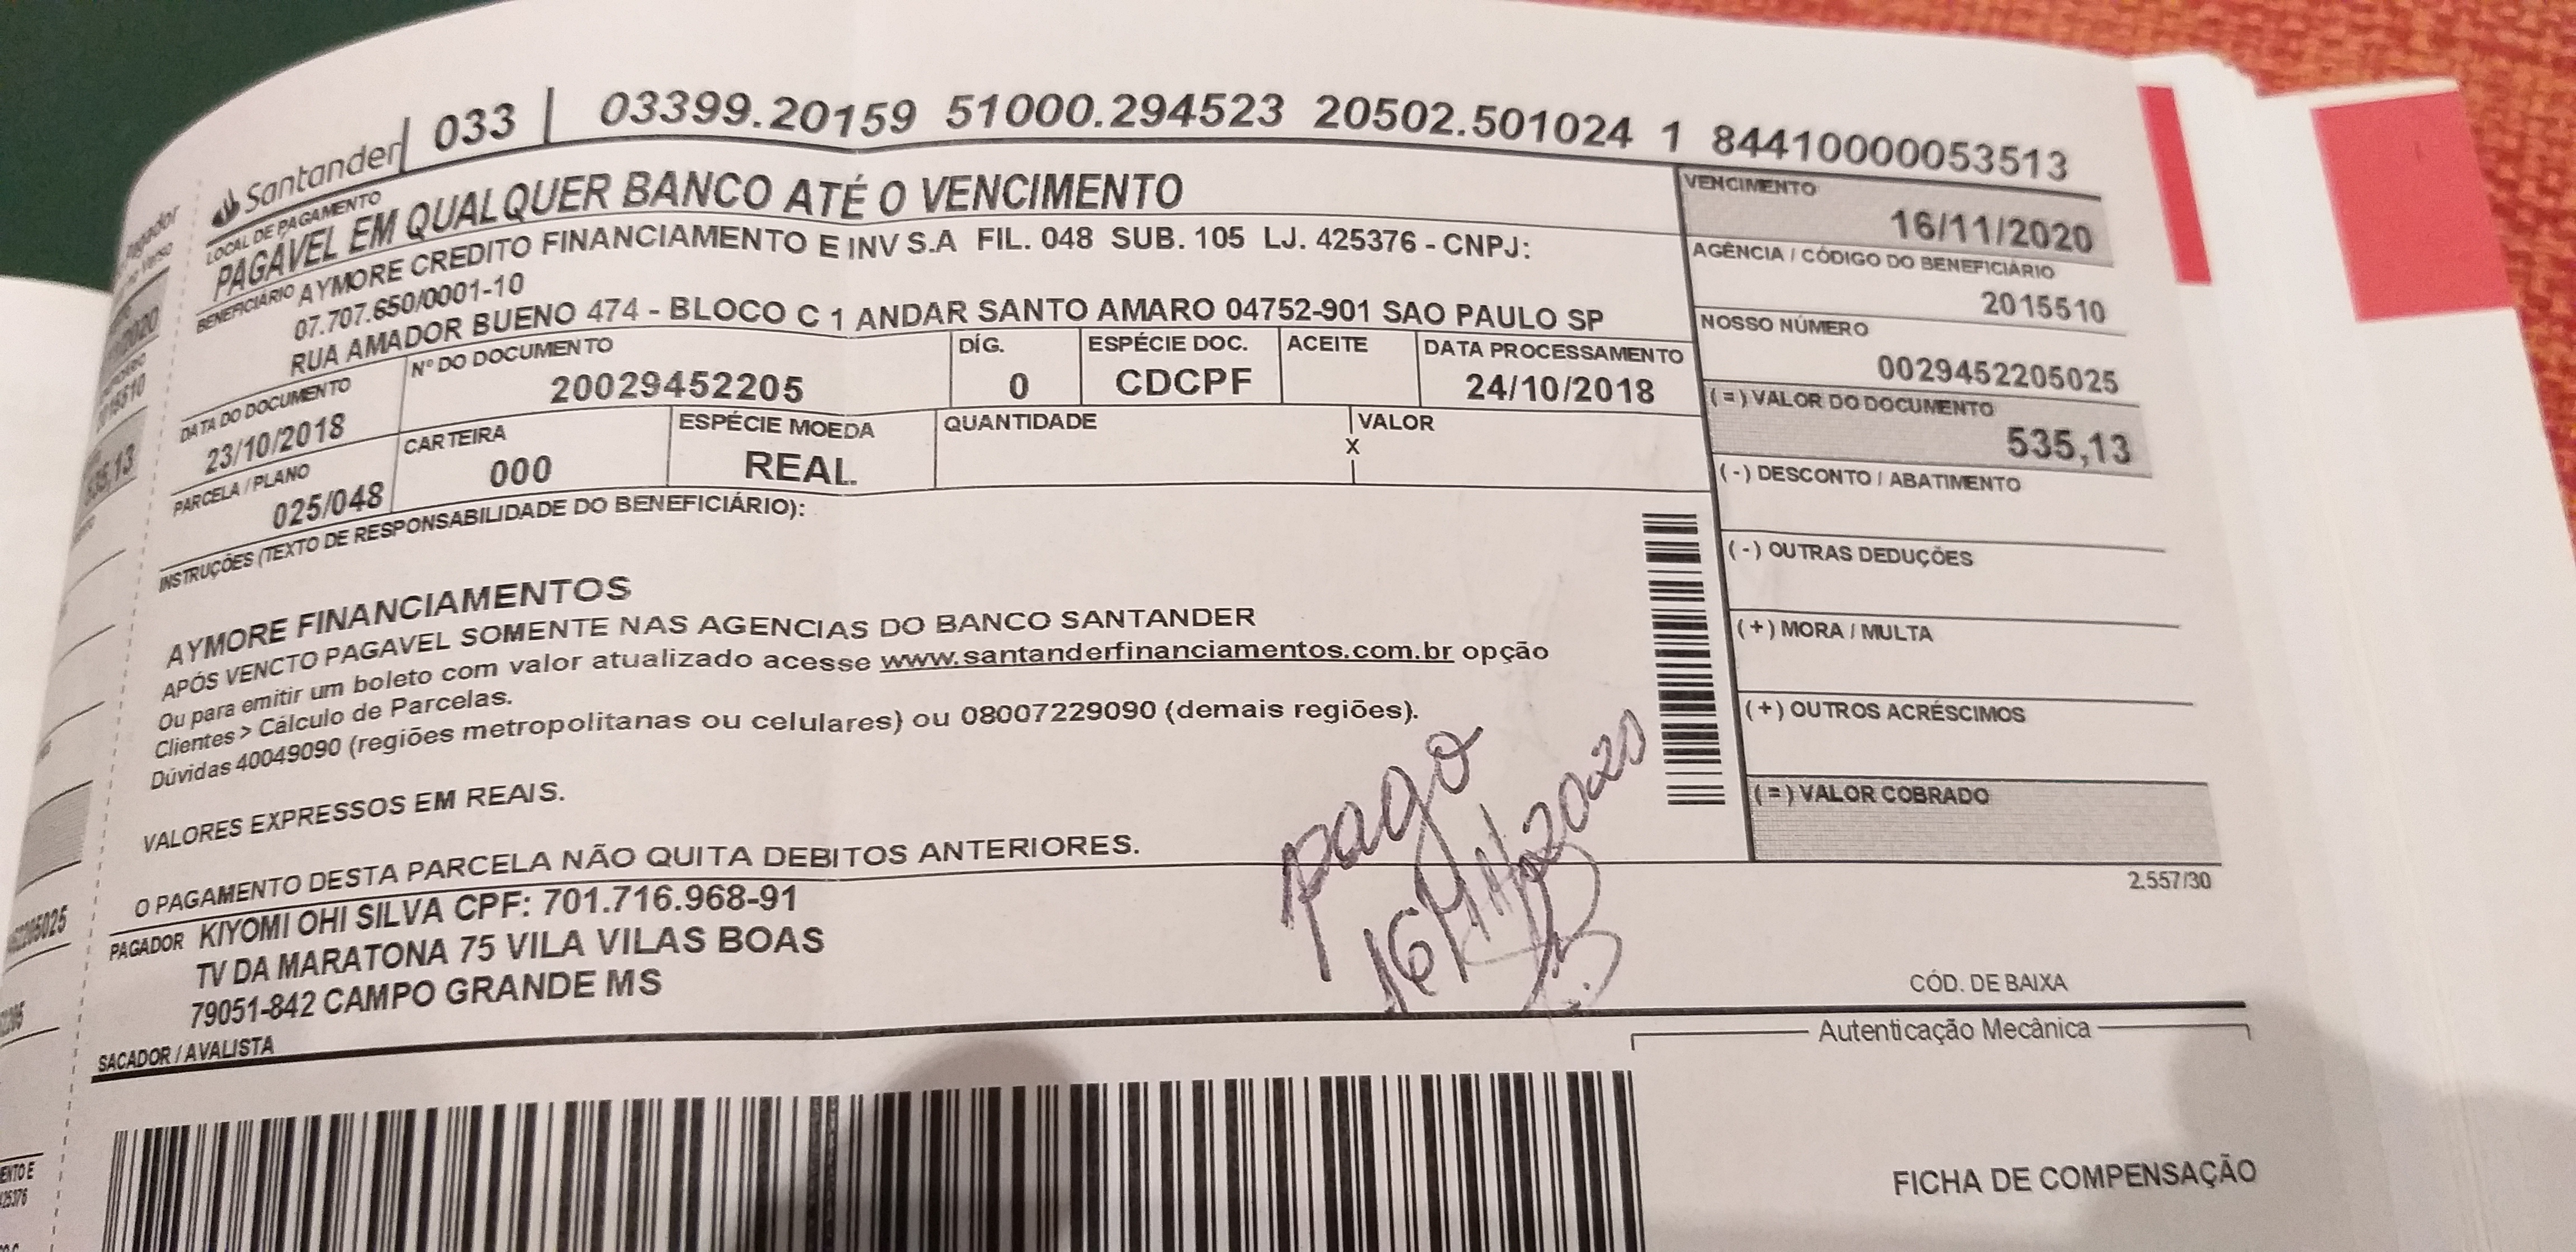 Santander 033 03399.20159 51000.294523 20502.501024 1 84410000053513
LOCAL DE PAGAMENTO
PAGÁVEL EM QUALQUER BANCO ATÉ O VENCIMENTO
VENCIMENTO
16/11/2020
BENEFICIÁRIO AYMORE CREDITO FINANCIAMENTO E INV S.A FIL. 048 SUB. 105 LJ. 425376 - CNPJ:
07.707.650/0001-10
RUA AMADOR BUENO 474 - BLOCO C 1 ANDAR SANTO AMARO 04752-901 SAO PAULO SP
AGÊNCIA / CÓDIGO DO BENEFICIÁRIO
2015510
DATA DO DOCUMENTO
23/10/2018
Nº DO DOCUMENTO
20029452205
DÍG.
0
ESPÉCIE DOC.
CDCPF
ACEITE
DATA PROCESSAMENTO
24/10/2018
NOSSO NÚMERO
0029452205025
PARCELA / PLANO
025/048
CARTEIRA
000
ESPÉCIE MOEDA
REAL
QUANTIDADE
X
VALOR
(=) VALOR DO DOCUMENTO
535,13
INSTRUÇÕES (TEXTO DE RESPONSABILIDADE DO BENEFICIÁRIO):
AYMORE FINANCIAMENTOS
APÓS VENCTO PAGAVEL SOMENTE NAS AGENCIAS DO BANCO SANTANDER
Ou para emitir um boleto com valor atualizado acesse www.santanderfinanciamentos.com.br opção
Clientes > Cálculo de Parcelas.
Dúvidas 40049090 (regiões metropolitanas ou celulares) ou 08007229090 (demais regiões).
VALORES EXPRESSOS EM REAIS.
O PAGAMENTO DESTA PARCELA NÃO QUITA DEBITOS ANTERIORES.
(-) DESCONTO / ABATIMENTO
(-) OUTRAS DEDUÇÕES
(+) MORA / MULTA
(+) OUTROS ACRÉSCIMOS
(=) VALOR COBRADO
2.557/30
pago
PAGADOR KIYOMI OHI SILVA CPF: 701.716.968-91
TV DA MARATONA 75 VILA VILAS BOAS
79051-842 CAMPO GRANDE MS
SACADOR / AVALISTA
CÓD. DE BAIXA
Autenticação Mecânica
FICHA DE COMPENSAÇÃO